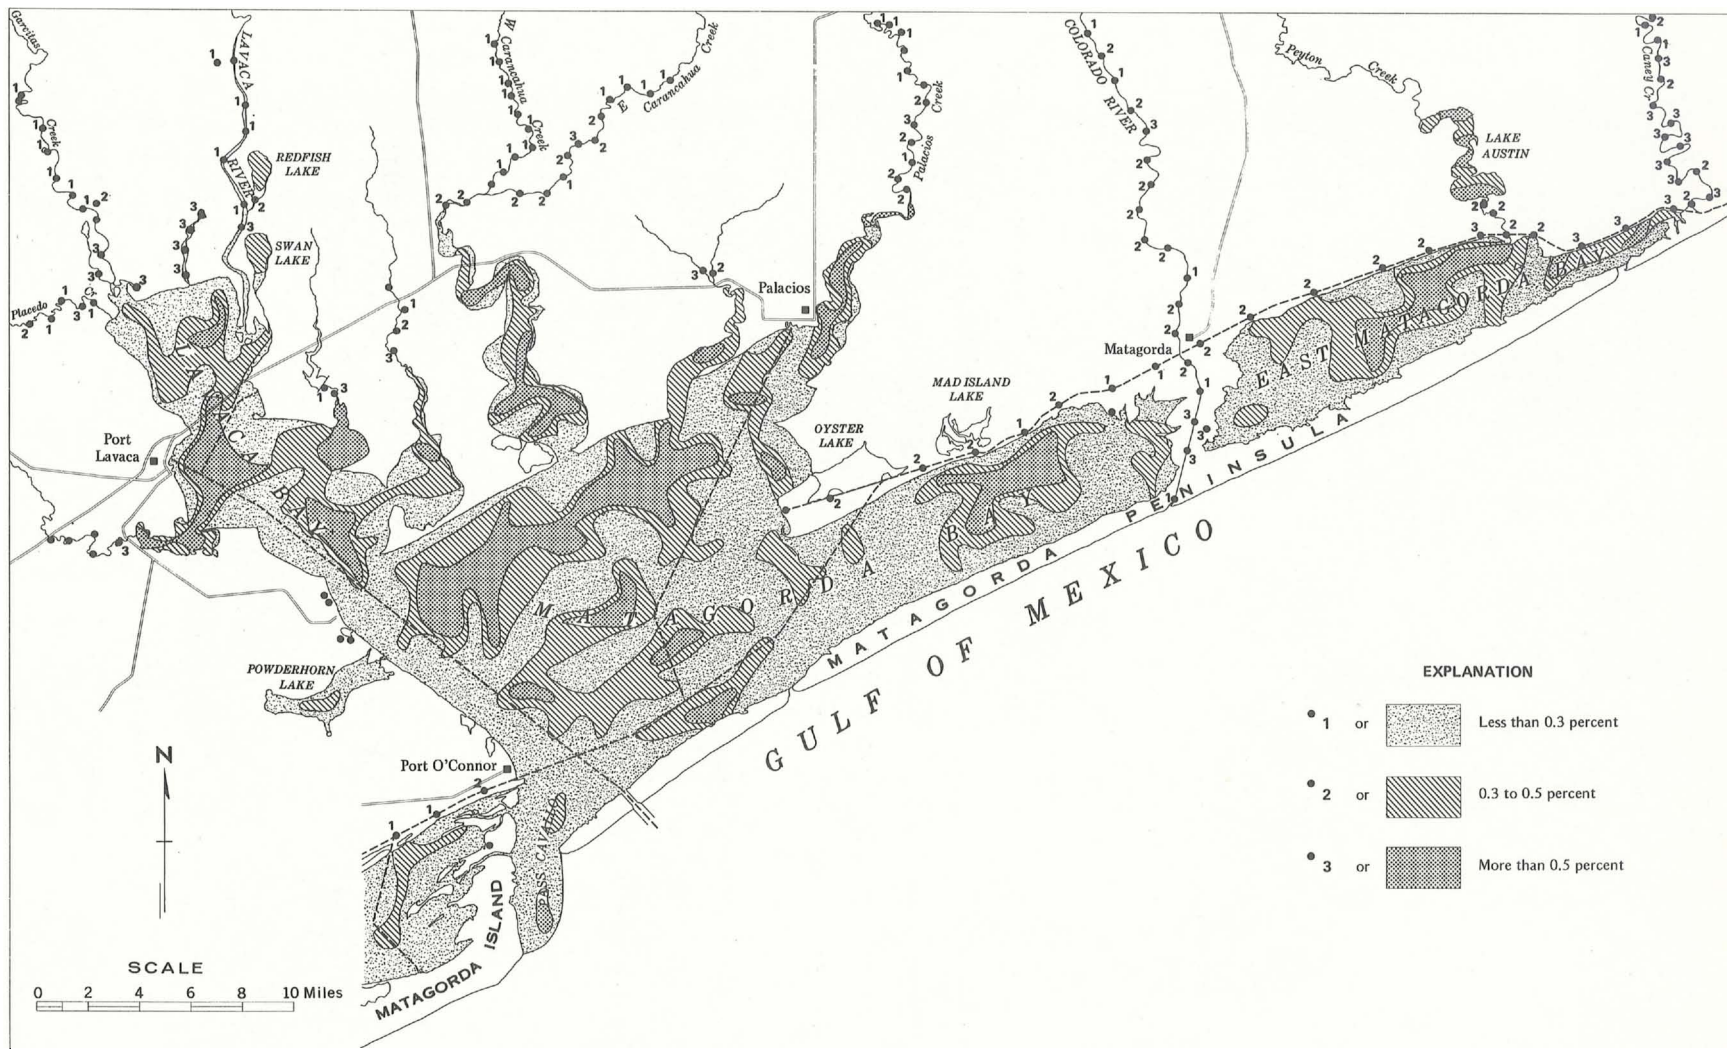 Garcitas
Creek
LAVACA
RIVER
REDFISH
LAKE
SWAN
LAKE
Placedo
Cr
W Carancahua
Creek
E Carancahua
Creek
Palacios
Creek
COLORADO
RIVER
Peyton
Creek
LAKE
AUSTIN
Caney Cr
Palacios
Matagorda
MAD ISLAND
LAKE
OYSTER
LAKE
EAST MATAGORDA BAY
Port
Lavaca
LAVACA
BAY
MATAGORDA BAY
MATAGORDA PENINSULA
GULF OF MEXICO
POWDERHORN
LAKE
Port O'Connor
PASS CAVA
MATAGORDA
ISLAND
N
SCALE
0 2 4 6 8 10 Miles
EXPLANATION
1 or Less than 0.3 percent
2 or 0.3 to 0.5 percent
3 or More than 0.5 percent